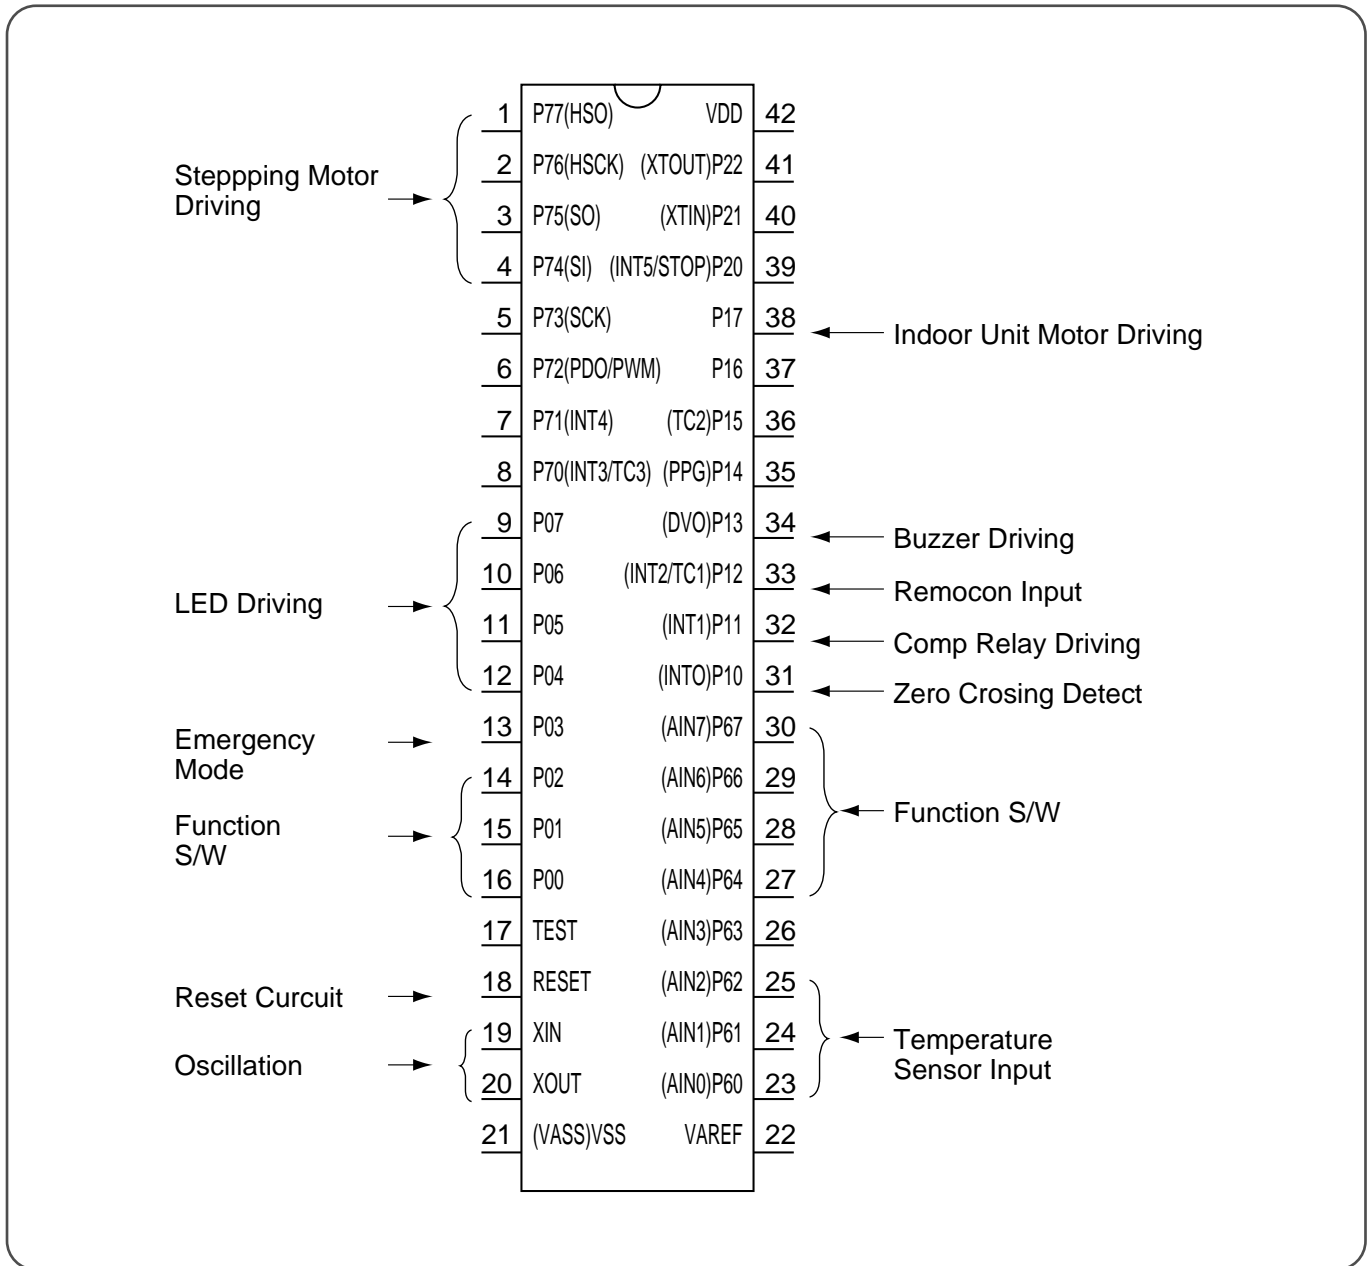 1 P77(HSO) VDD 42
Steppping Motor
Driving
2 P76(HSCK) (XTOUT)P22 41
3 P75(SO) (XTIN)P21 40
4 P74(SI) (INT5/STOP)P20 39
5 P73(SCK) P17 38
Indoor Unit Motor Driving
6 P72(PDO/PWM) P16 37
7 P71(INT4) (TC2)P15 36
8 P70(INT3/TC3) (PPG)P14 35
9 P07 (DVO)P13 34
Buzzer Driving
10 P06 (INT2/TC1)P12 33
Remocon Input
LED Driving
11 P05 (INT1)P11 32
Comp Relay Driving
12 P04 (INTO)P10 31
Zero Crosing Detect
13 P03 (AIN7)P67 30
Emergency
Mode
14 P02 (AIN6)P66 29
Function S/W
Function
S/W
15 P01 (AIN5)P65 28
16 P00 (AIN4)P64 27
17 TEST (AIN3)P63 26
18 RESET (AIN2)P62 25
Reset Curcuit
19 XIN (AIN1)P61 24
Temperature
Sensor Input
Oscillation
20 XOUT (AIN0)P60 23
21 (VASS)VSS VAREF 22